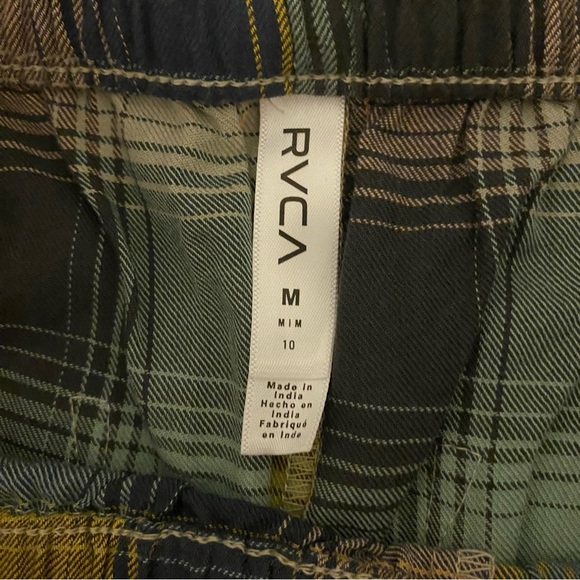 RVCA
M
M I M
10
Made in
India
Hecho en
India
Fabriqué
en Inde